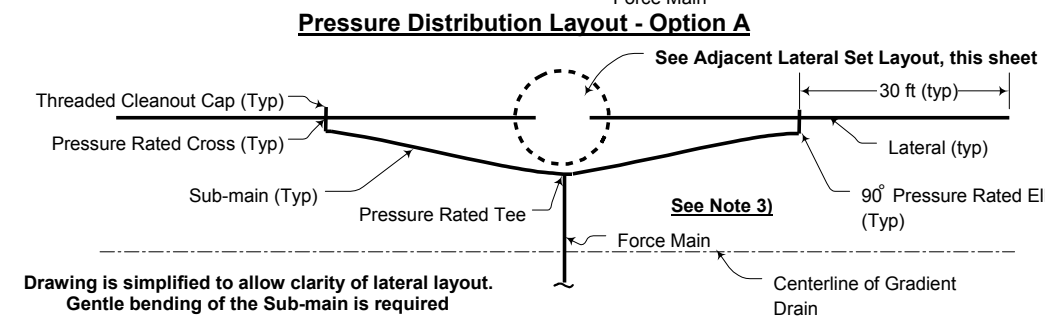 Force Main
Pressure Distribution Layout - Option A
See Adjacent Lateral Set Layout, this sheet
Threaded Cleanout Cap (Typ)
30 ft (typ)
Pressure Rated Cross (Typ)
Lateral (typ)
Sub-main (Typ)
Pressure Rated Tee
See Note 3)
90° Pressure Rated El
(Typ)
Force Main
Drawing is simplified to allow clarity of lateral layout.
Gentle bending of the Sub-main is required
Centerline of Gradient
Drain